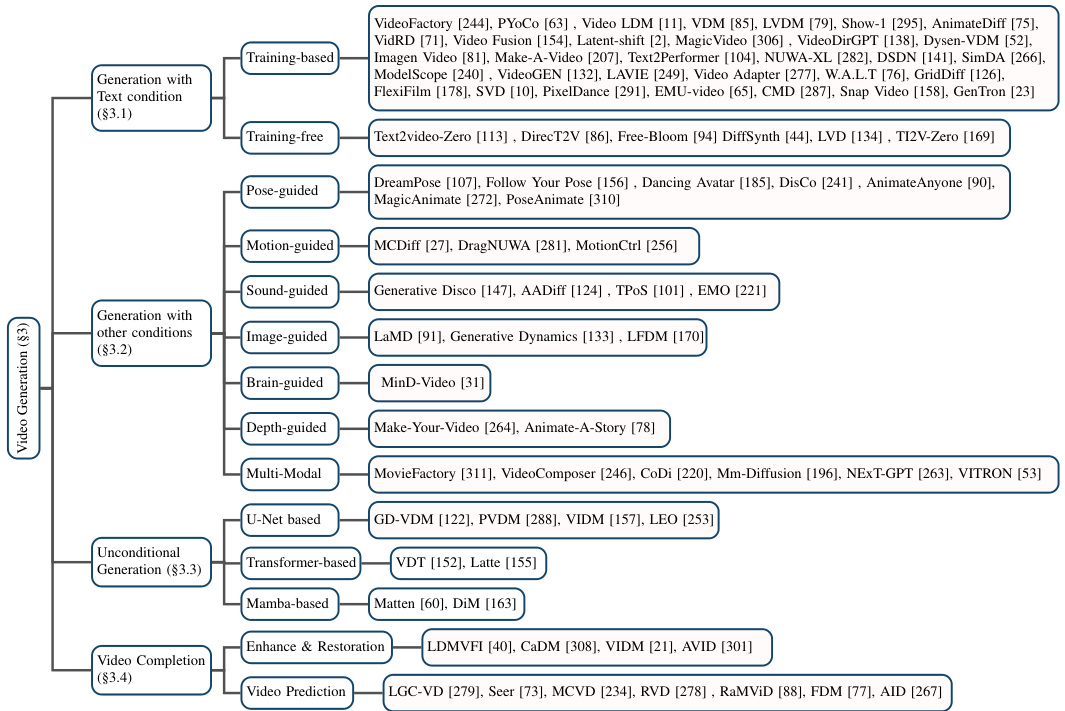 Video Generation (§3)
Generation with
Text condition
(§3.1)
Training-based
VideoFactory [244], PYoCo [63] , Video LDM [11], VDM [85], LVDM [79], Show-1 [295], AnimateDiff [75],
VidRD [71], Video Fusion [154], Latent-shift [2], MagicVideo [306] , VideoDirGPT [138], Dysen-VDM [52],
Imagen Video [81], Make-A-Video [207], Text2Performer [104], NUWA-XL [282], DSDN [141], SimDA [266],
ModelScope [240] , VideoGEN [132], LAVIE [249], Video Adapter [277], W.A.L.T [76], GridDiff [126],
FlexiFilm [178], SVD [10], PixelDance [291], EMU-video [65], CMD [287], Snap Video [158], GenTron [23]
Training-free
Text2video-Zero [113] , DirecT2V [86], Free-Bloom [94] DiffSynth [44], LVD [134] , TI2V-Zero [169]
Generation with
other conditions
(§3.2)
Pose-guided
DreamPose [107], Follow Your Pose [156] , Dancing Avatar [185], DisCo [241] , AnimateAnyone [90],
MagicAnimate [272], PoseAnimate [310]
Motion-guided
MCDiff [27], DragNUWA [281], MotionCtrl [256]
Sound-guided
Generative Disco [147], AADiff [124] , TPoS [101] , EMO [221]
Image-guided
LaMD [91], Generative Dynamics [133] , LFDM [170]
Brain-guided
MinD-Video [31]
Depth-guided
Make-Your-Video [264], Animate-A-Story [78]
Multi-Modal
MovieFactory [311], VideoComposer [246], CoDi [220], Mm-Diffusion [196], NExT-GPT [263], VITRON [53]
Unconditional
Generation (§3.3)
U-Net based
GD-VDM [122], PVDM [288], VIDM [157], LEO [253]
Transformer-based
VDT [152], Latte [155]
Mamba-based
Matten [60], DiM [163]
Video Completion
(§3.4)
Enhance & Restoration
LDMVFI [40], CaDM [308], VIDM [21], AVID [301]
Video Prediction
LGC-VD [279], Seer [73], MCVD [234], RVD [278] , RaMViD [88], FDM [77], AID [267]